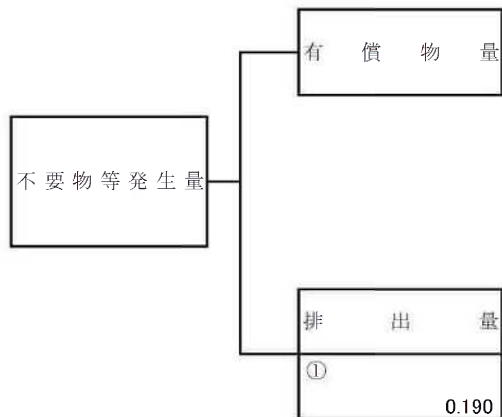 有償物量
不要物等発生量
排出量
①
0.190